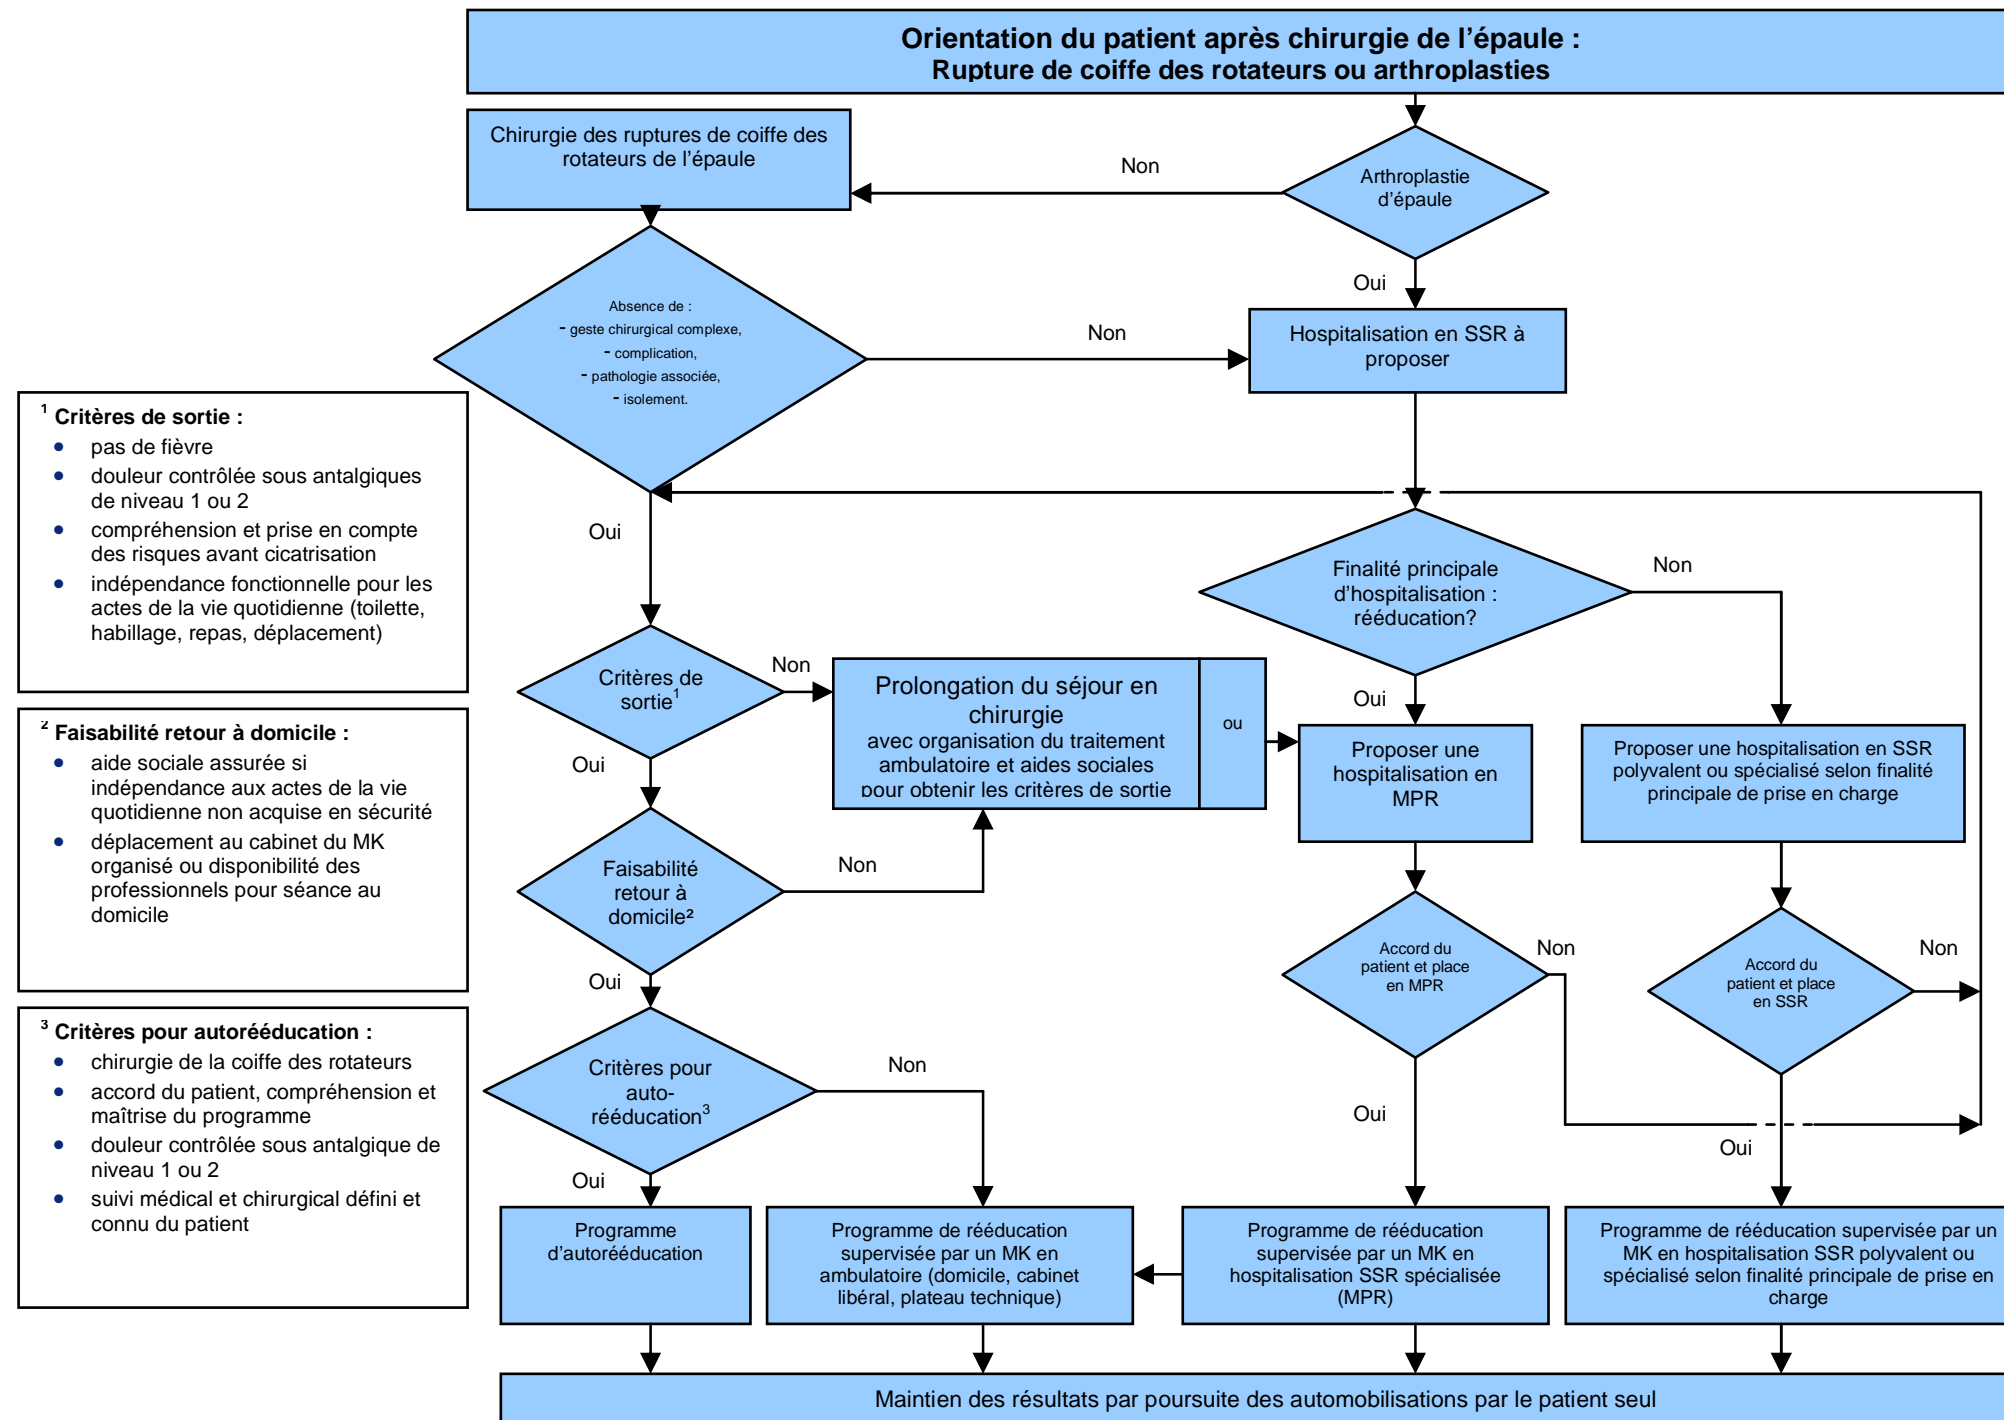 Orientation du patient après chirurgie de l'épaule :
Rupture de coiffe des rotateurs ou arthroplasties
Chirurgie des ruptures de coiffe des
rotateurs de l'épaule
Non
Arthroplastie
d'épaule
Oui
Absence de :
- geste chirurgical complexe,
- complication,
- pathologie associée,
- isolement.
Non
Hospitalisation en SSR à
proposer
¹ Critères de sortie :
• pas de fièvre
• douleur contrôlée sous antalgiques
de niveau 1 ou 2
• compréhension et prise en compte
des risques avant cicatrisation
• indépendance fonctionnelle pour les
actes de la vie quotidienne (toilette,
habillage, repas, déplacement)
Oui
Finalité principale
d'hospitalisation :
rééducation?
Non
Critères de
sortie¹
Non
Prolongation du séjour en
chirurgie
avec organisation du traitement
ambulatoire et aides sociales
pour obtenir les critères de sortie
ou
Oui
Proposer une
hospitalisation en
MPR
Proposer une hospitalisation en SSR
polyvalent ou spécialisé selon finalité
principale de prise en charge
² Faisabilité retour à domicile :
• aide sociale assurée si
indépendance aux actes de la vie
quotidienne non acquise en sécurité
• déplacement au cabinet du MK
organisé ou disponibilité des
professionnels pour séance au
domicile
Oui
Faisabilité
retour à
domicile²
Non
Accord du
patient et place
en MPR
Non
Accord du
patient et place
en SSR
Non
Oui
³ Critères pour autorééducation :
• chirurgie de la coiffe des rotateurs
• accord du patient, compréhension et
maîtrise du programme
• douleur contrôlée sous antalgique de
niveau 1 ou 2
• suivi médical et chirurgical défini et
connu du patient
Critères pour
auto-
rééducation³
Non
Oui
Oui
Oui
Programme
d'autorééducation
Programme de rééducation
supervisée par un MK en
ambulatoire (domicile, cabinet
libéral, plateau technique)
Programme de rééducation
supervisée par un MK en
hospitalisation SSR spécialisée
(MPR)
Programme de rééducation supervisée par un
MK en hospitalisation SSR polyvalent ou
spécialisé selon finalité principale de prise en
charge
Maintien des résultats par poursuite des automobilisations par le patient seul